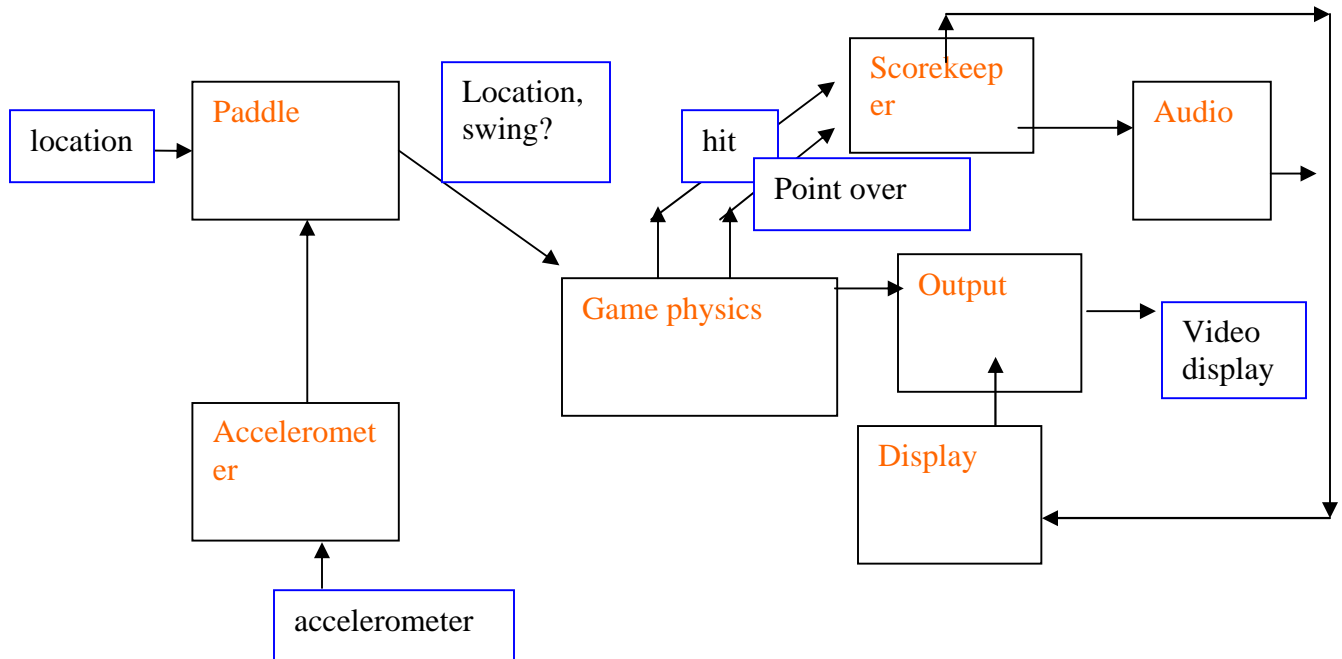 location
Paddle
Location,
swing?
hit
Point over
Scorekeep
er
Audio
Game physics
Output
Video
display
Acceleromet
er
Display
accelerometer